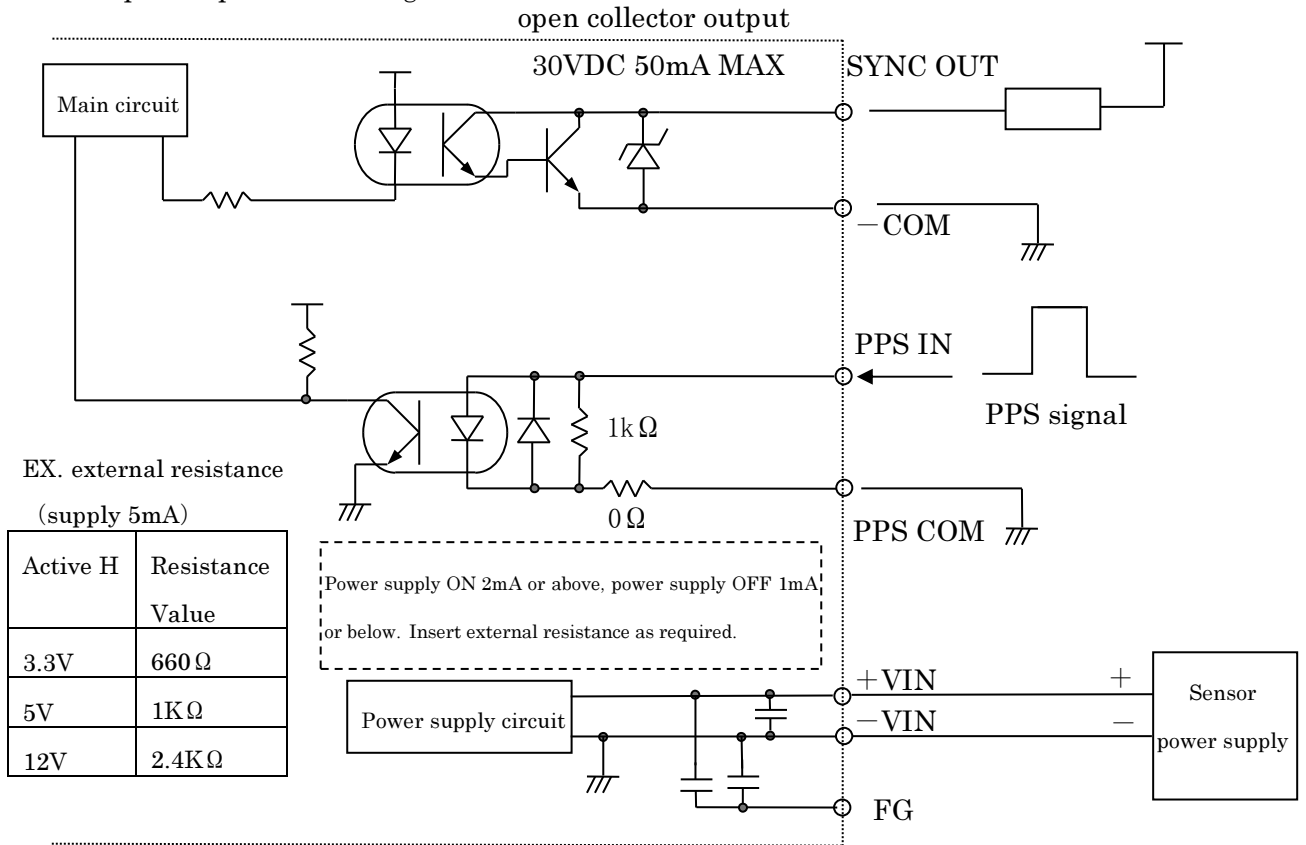 open collector output
30VDC 50mA MAX
SYNC OUT
Main circuit
－COM
PPS IN
1kΩ
PPS signal
EX. external resistance
(supply 5mA)
0Ω
PPS COM
Active H
Resistance
Value
3.3V
660Ω
5V
1KΩ
12V
2.4KΩ
Power supply ON 2mA or above, power supply OFF 1mA
or below. Insert external resistance as required.
Power supply circuit
＋VIN
－VIN
＋
－
Sensor
power supply
FG